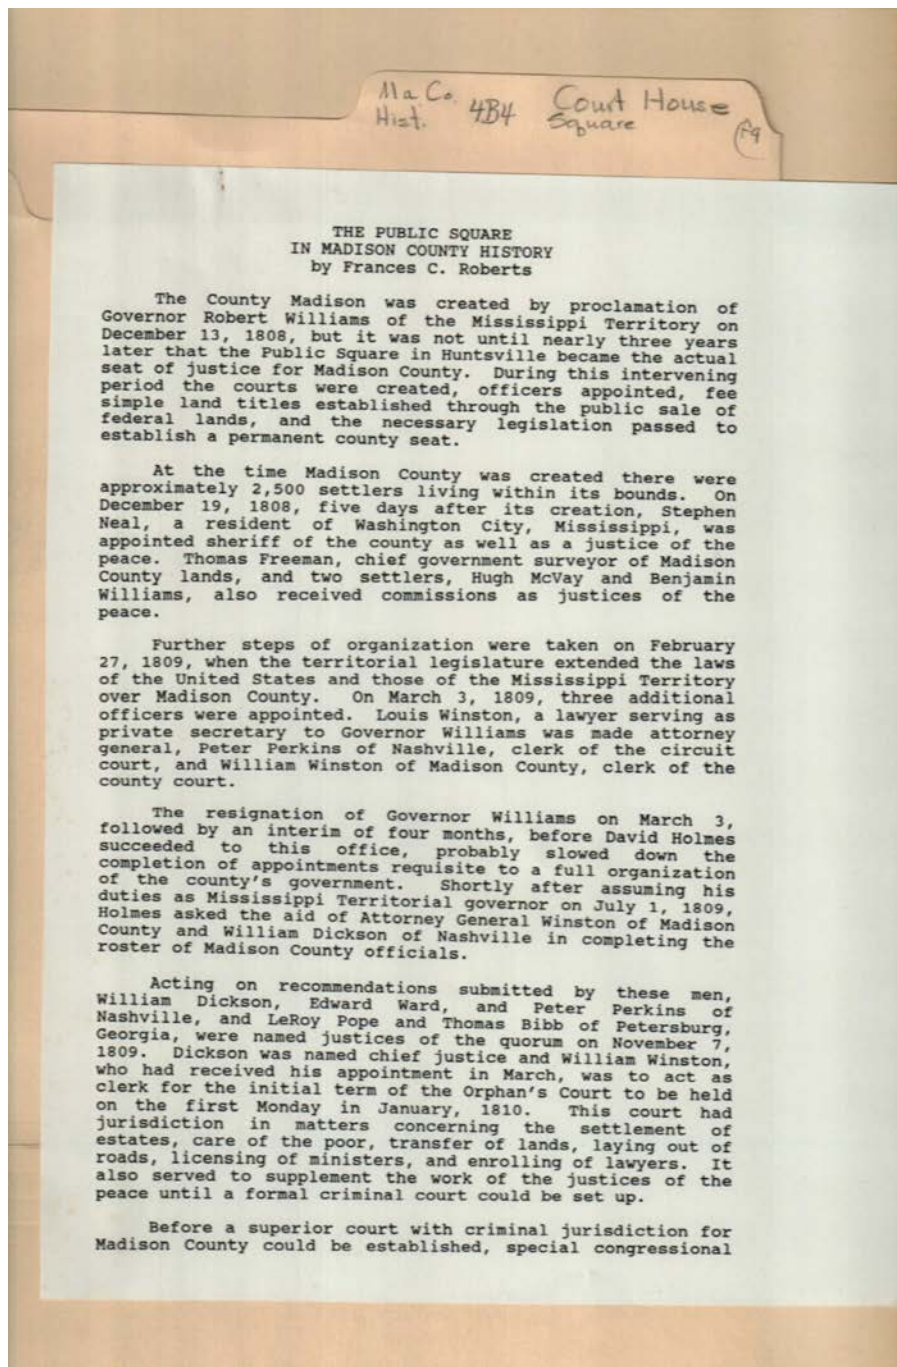 Ma. Co. Court House
Hist. 4B4 Square
F9
THE PUBLIC SQUARE
IN MADISON COUNTY HISTORY
by Frances C. Roberts
The County Madison was created by proclamation of
Governor Robert Williams of the Mississippi Territory on
December 13, 1808, but it was not until nearly three years
later that the Public Square in Huntsville became the actual
seat of justice for Madison County. During this intervening
period the courts were created, officers appointed, fee
simple land titles established through the public sale of
federal lands, and the necessary legislation passed to
establish a permanent county seat.
At the time Madison County was created there were
approximately 2,500 settlers living within its bounds. On
December 19, 1808, five days after its creation, Stephen
Neal, a resident of Washington City, Mississippi, was
appointed sheriff of the county as well as a justice of the
peace. Thomas Freeman, chief government surveyor of Madison
County lands, and two settlers, Hugh McVay and Benjamin
Williams, also received commissions as justices of the
peace.
Further steps of organization were taken on February
27, 1809, when the territorial legislature extended the laws
of the United States and those of the Mississippi Territory
over Madison County. On March 3, 1809, three additional
officers were appointed. Louis Winston, a lawyer serving as
private secretary to Governor Williams was made attorney
general, Peter Perkins of Nashville, clerk of the circuit
court, and William Winston of Madison County, clerk of the
county court.
The resignation of Governor Williams on March 3,
followed by an interim of four months, before David Holmes
succeeded to this office, probably slowed down the
completion of appointments requisite to a full organization
of the county's government. Shortly after assuming his
duties as Mississippi Territorial governor on July 1, 1809,
Holmes asked the aid of Attorney General Winston of Madison
County and William Dickson of Nashville in completing the
roster of Madison County officials.
Acting on recommendations submitted by these men,
William Dickson, Edward Ward, and Peter Perkins of
Nashville, and LeRoy Pope and Thomas Bibb of Petersburg,
Georgia, were named justices of the quorum on November 7,
1809. Dickson was named chief justice and William Winston,
who had received his appointment in March, was to act as
clerk for the initial term of the Orphan's Court to be held
on the first Monday in January, 1810. This court had
jurisdiction in matters concerning the settlement of
estates, care of the poor, transfer of lands, laying out of
roads, licensing of ministers, and enrolling of lawyers. It
also served to supplement the work of the justices of the
peace until a formal criminal court could be set up.
Before a superior court with criminal jurisdiction for
Madison County could be established, special congressional